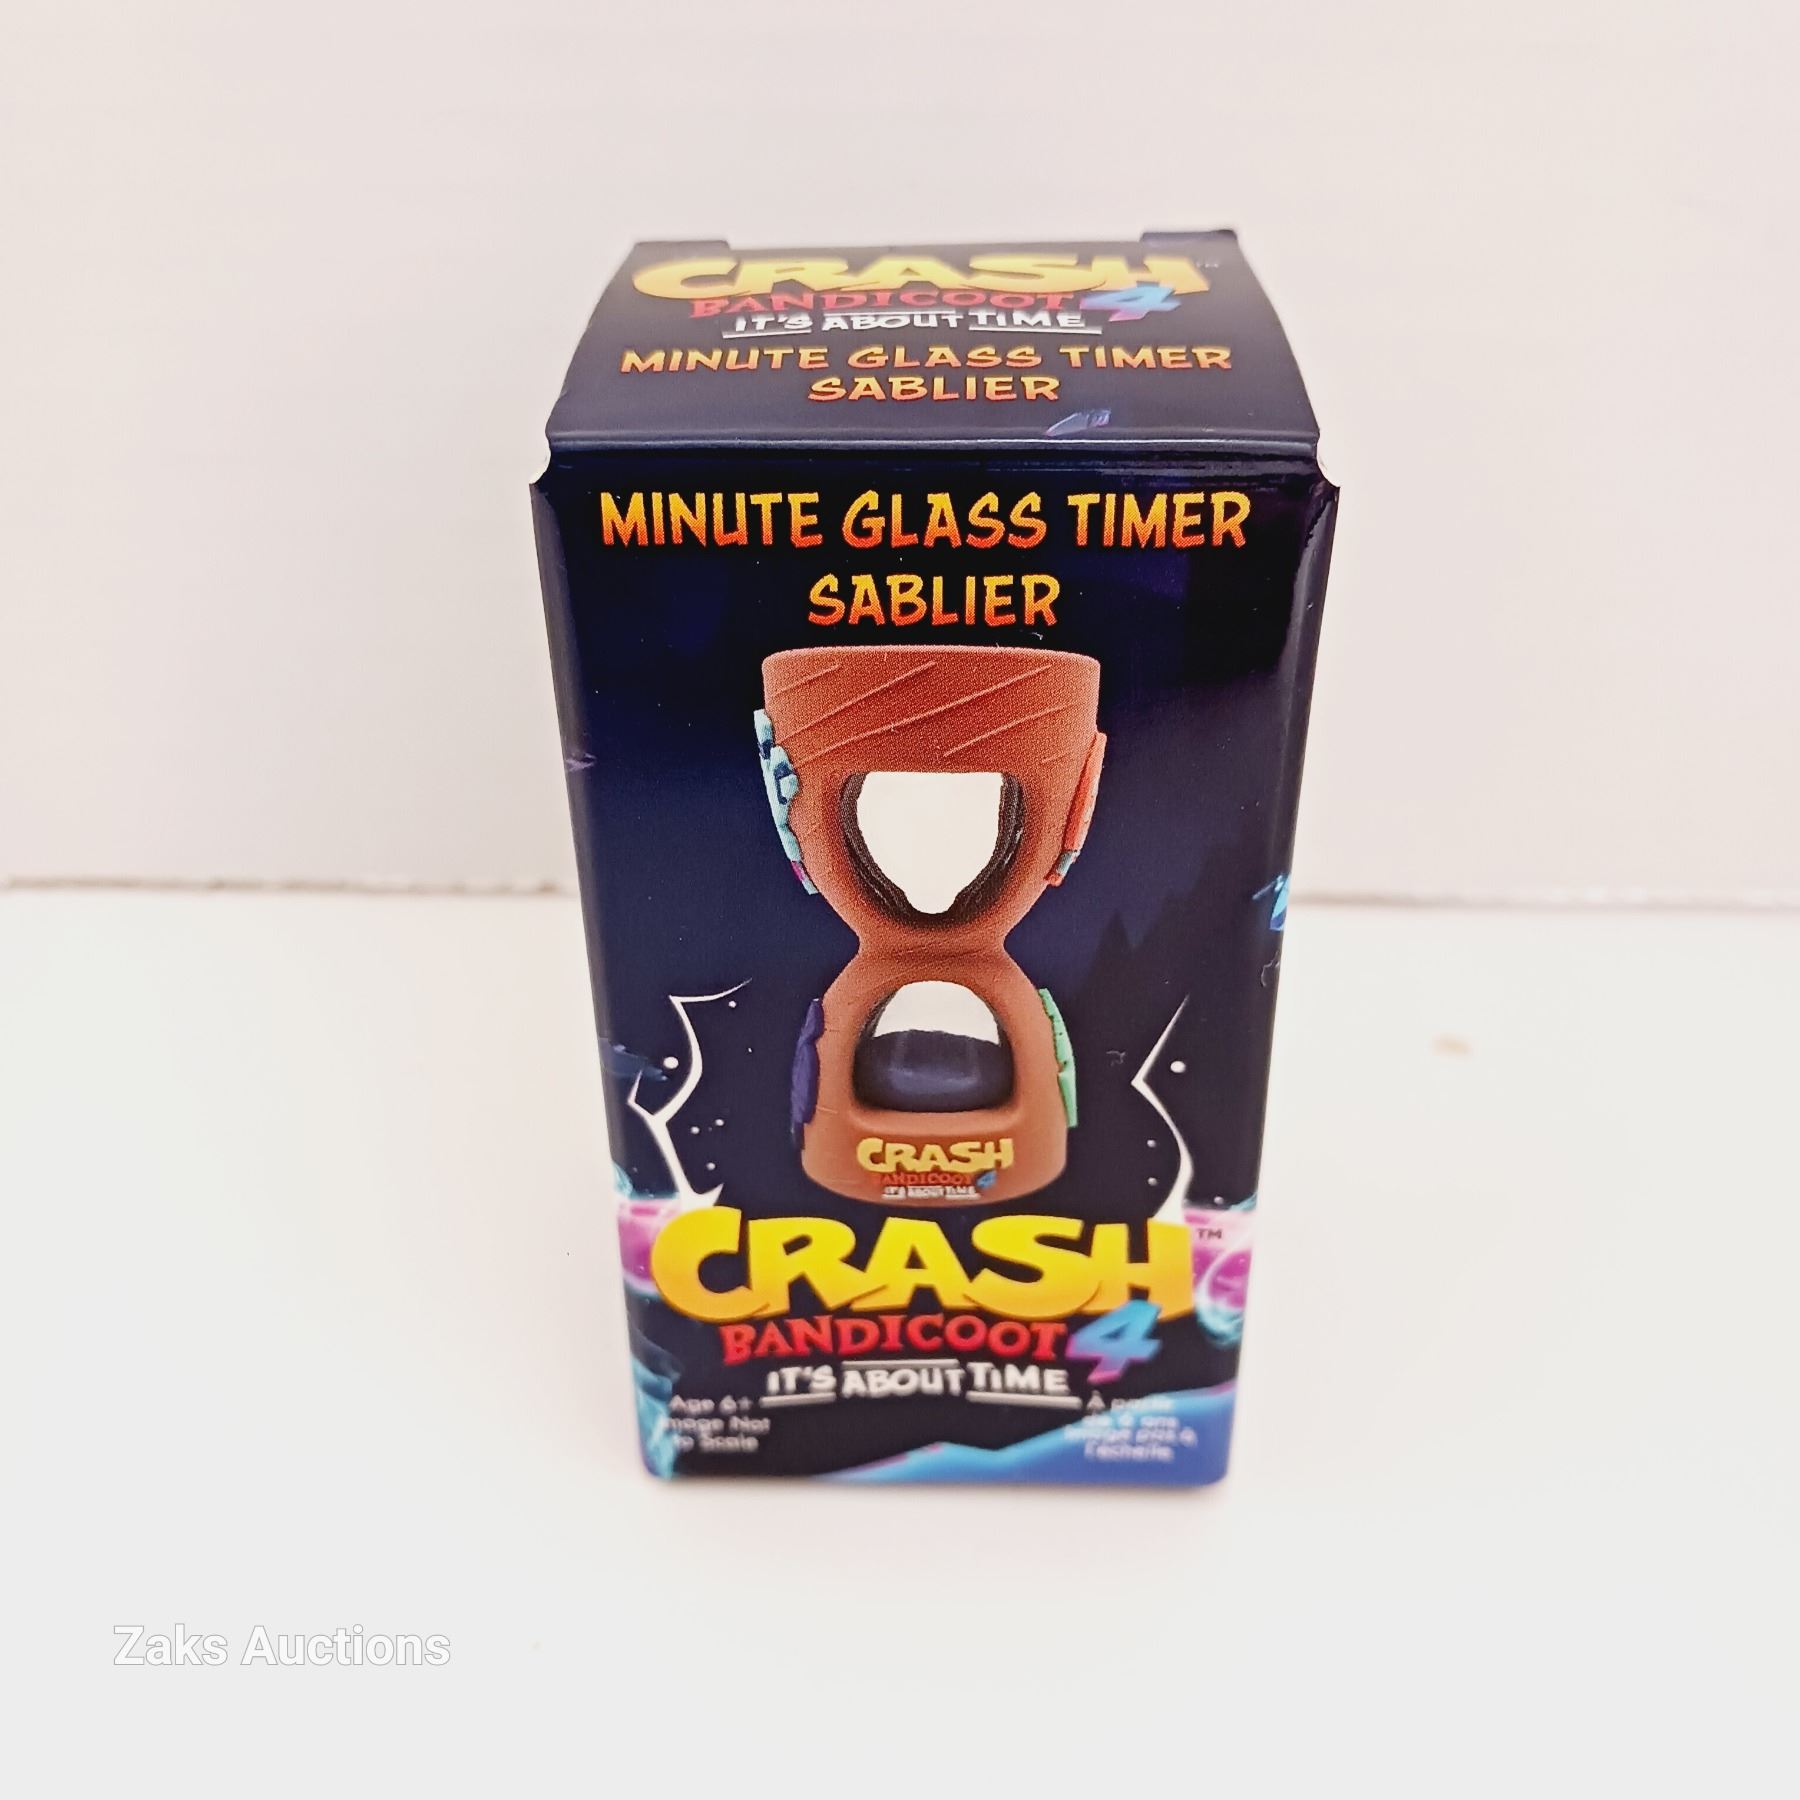 CRASH™
BANDICOOT 4
IT'S ABOUT TIME
MINUTE GLASS TIMER
SABLIER
MINUTE GLASS TIMER
SABLIER
CRASH
BANDICOOT 4
IT'S ABOUT TIME
CRASH™
BANDICOOT 4
IT'S ABOUT TIME
Age 6+
Image Not
to Scale
À partir
de 6 ans
Image pas à
l'échelle.
Zaks Auctions